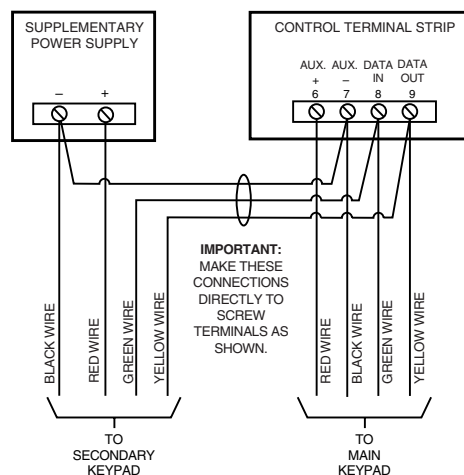 SUPPLEMENTARY
POWER SUPPLY
– +
CONTROL TERMINAL STRIP
AUX. AUX. DATA DATA
+ – IN OUT
6 7 8 9
IMPORTANT:
MAKE THESE
CONNECTIONS
DIRECTLY TO
SCREW
TERMINALS AS
SHOWN.
BLACK WIRE
RED WIRE
GREEN WIRE
YELLOW WIRE
RED WIRE
BLACK WIRE
GREEN WIRE
YELLOW WIRE
TO
SECONDARY
KEYPAD
TO
MAIN
KEYPAD